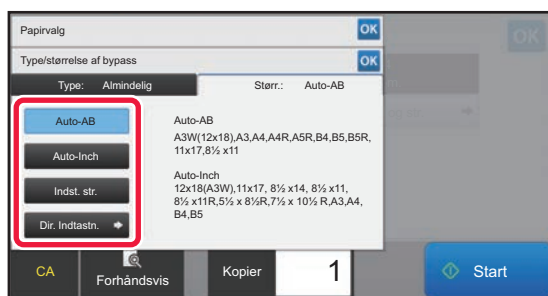 Papirvalg OK
Type/størrelse af bypass OK
Type: Almindelig Størr.: Auto-AB
Auto-AB
Auto-Inch
Indst. str.
Dir. Indtastn.
Auto-AB
A3W(12x18),A3,A4,A4R,A5R,B4,B5,B5R,
11x17,8½ x11
Auto-Inch
12x18(A3W),11x17, 8½ x14, 8½ x11,
8½ x11R,5½ x 8½R,7½ x 10½ R,A3,A4,
B4,B5
OK
CA
Forhåndsvis
Kopier 1
Start